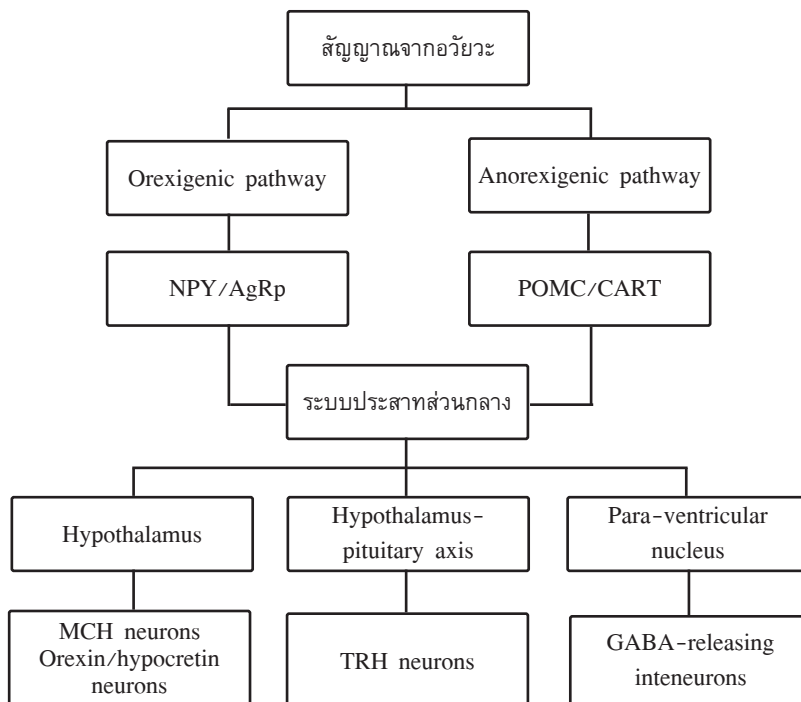 สัญญาณจากอวัยวะ
Orexigenic pathway
Anorexigenic pathway
NPY/AgRp
POMC/CART
ระบบประสาทส่วนกลาง
Hypothalamus
Hypothalamus-
pituitary axis
Para-ventricular
nucleus
MCH neurons
Orexin/hypocretin
neurons
TRH neurons
GABA-releasing
inteneurons